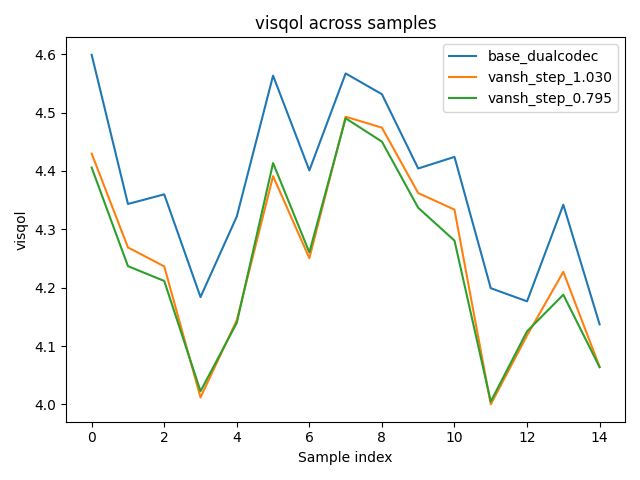 visqol across samples
base_dualcodec
vansh_step_1.030
vansh_step_0.795
4.6
4.5
4.4
4.3
4.2
4.1
4.0
visqol
0 2 4 6 8 10 12 14
Sample index